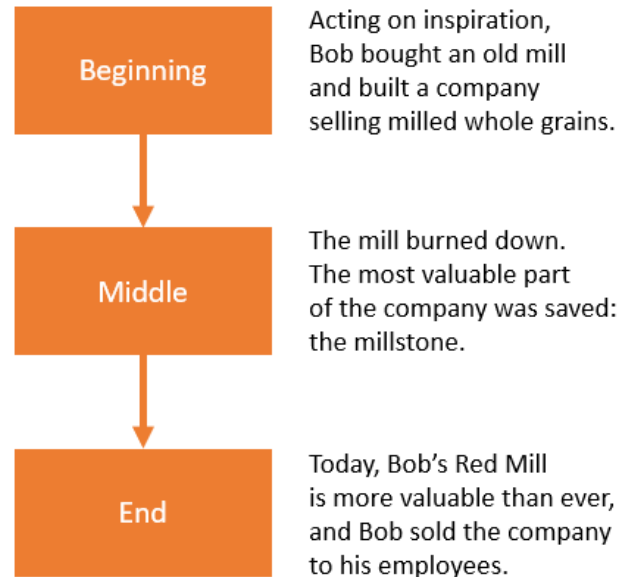 Beginning
Acting on inspiration,
Bob bought an old mill
and built a company
selling milled whole grains.
Middle
The mill burned down.
The most valuable part
of the company was saved:
the millstone.
End
Today, Bob’s Red Mill
is more valuable than ever,
and Bob sold the company
to his employees.